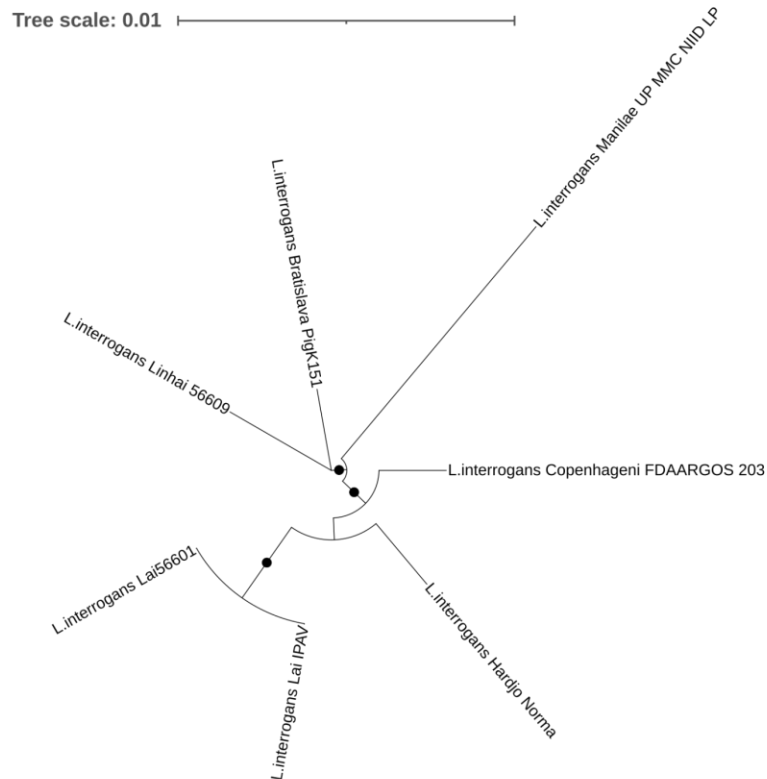 Tree scale: 0.01
L.interrogans Manilae UP MMC NIID LP
L.interrogans Bratislava PigK151
L.interrogans Linhai 56609
L.interrogans Copenhageni FDAARGOS 203
L.interrogans Lai56601
L.interrogans Lai IPAV
L.interrogans Hardjo Norma